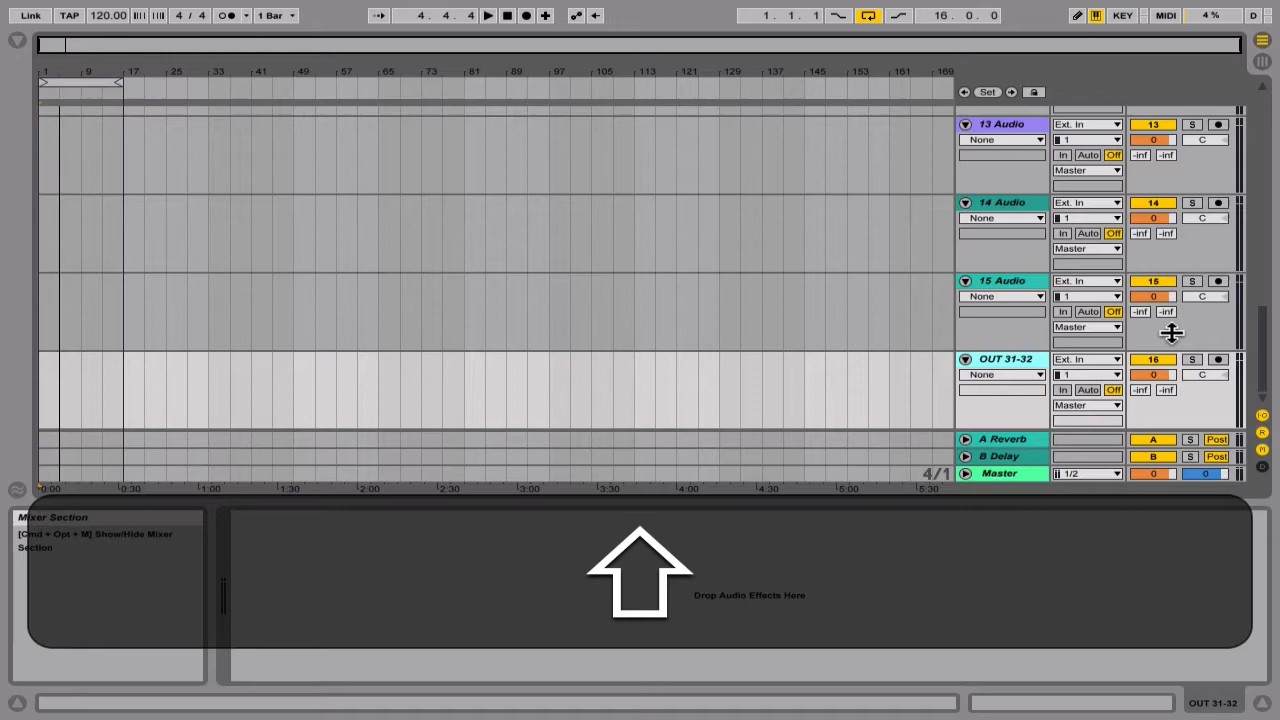 Link TAP 120.00 4 / 4 1 Bar 4. 4. 4 1. 1. 1 16. 0. 0 KEY MIDI 4 % D
1 9 17 25 33 41 49 57 65 73 81 89 97 105 113 121 129 137 145 153 161 169
Set
13 Audio Ext. In 13 S
None 1 0 C
In Auto Off -inf -inf
Master
14 Audio Ext. In 14 S
None 1 0 C
In Auto Off -inf -inf
Master
15 Audio Ext. In 15 S
None 1 0 C
In Auto Off -inf -inf
Master
OUT 31-32 Ext. In 16 S
None 1 0 C
In Auto Off -inf -inf
Master
A Reverb A S Post
B Delay B S Post
4/1 Master 1/2 0 0
0:00 0:30 1:00 1:30 2:00 2:30 3:00 3:30 4:00 4:30 5:00 5:30
Mixer Section
[Cmd + Opt + M] Show/Hide Mixer
Section
Drop Audio Effects Here
OUT 31-32